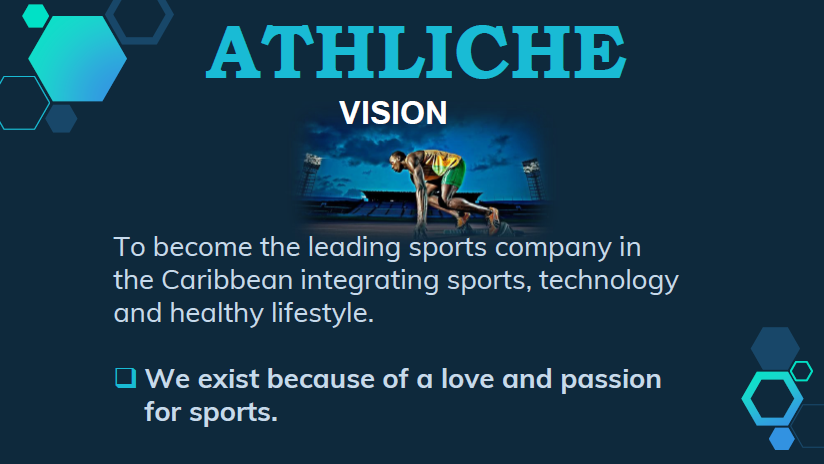 ATHLICHE
VISION
To become the leading sports company in
the Caribbean integrating sports, technology
and healthy lifestyle.
❑ We exist because of a love and passion
for sports.